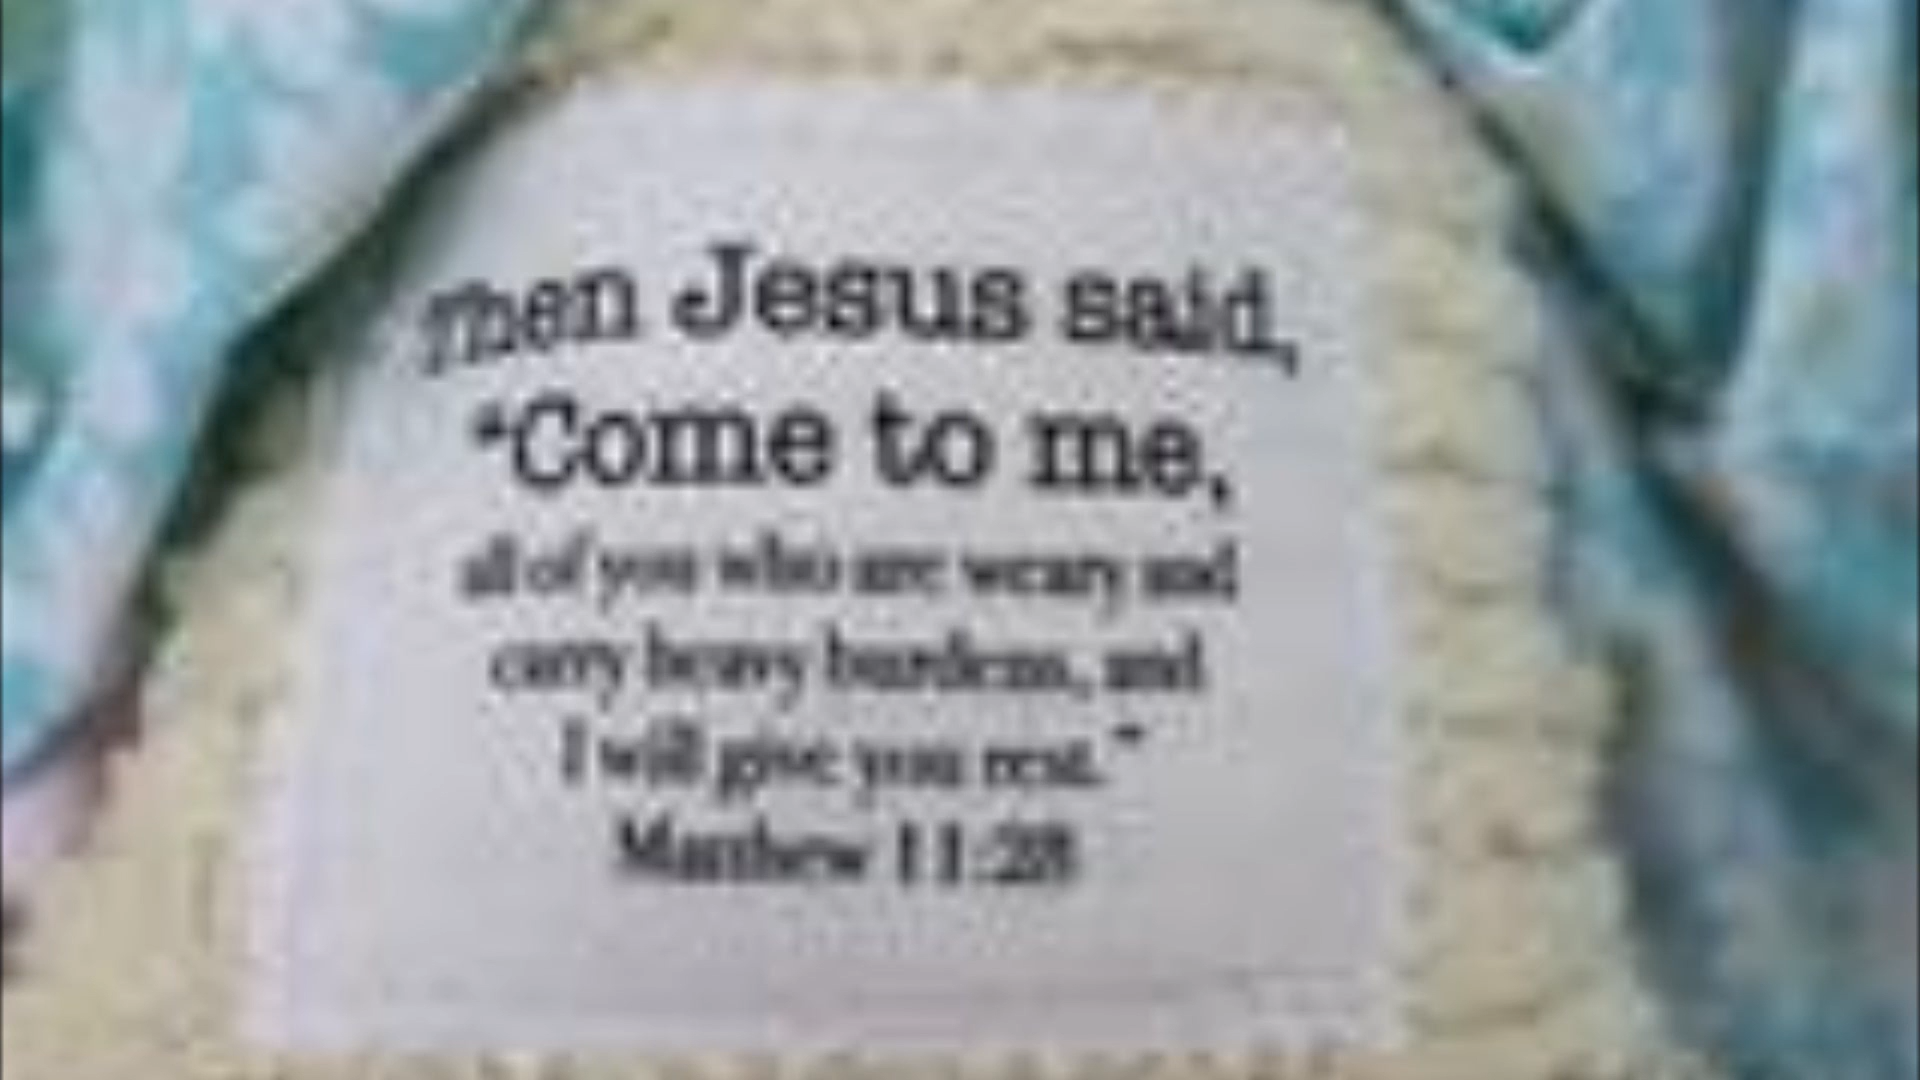 Then Jesus said,
“Come to me,
all of you who are weary and
carry heavy burdens, and
I will give you rest.”
Matthew 11:28